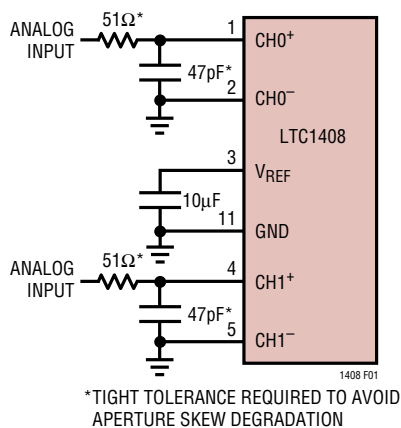 ANALOG
INPUT
51Ω*
47pF*
1
CH0+
2
CH0−
LTC1408
3
VREF
10µF
11
GND
ANALOG
INPUT
51Ω*
47pF*
4
CH1+
5
CH1−
1408 F01
*TIGHT TOLERANCE REQUIRED TO AVOID
APERTURE SKEW DEGRADATION